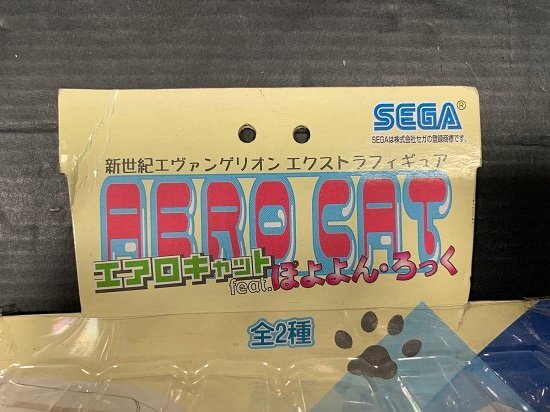 SEGA®
SEGAは株式会社セガの登録商標です。
新世紀エヴァンゲリオン エクストラフィギュア
AERO CAT
エアロキャット
feat.ぽよよん・ろっく
全2種